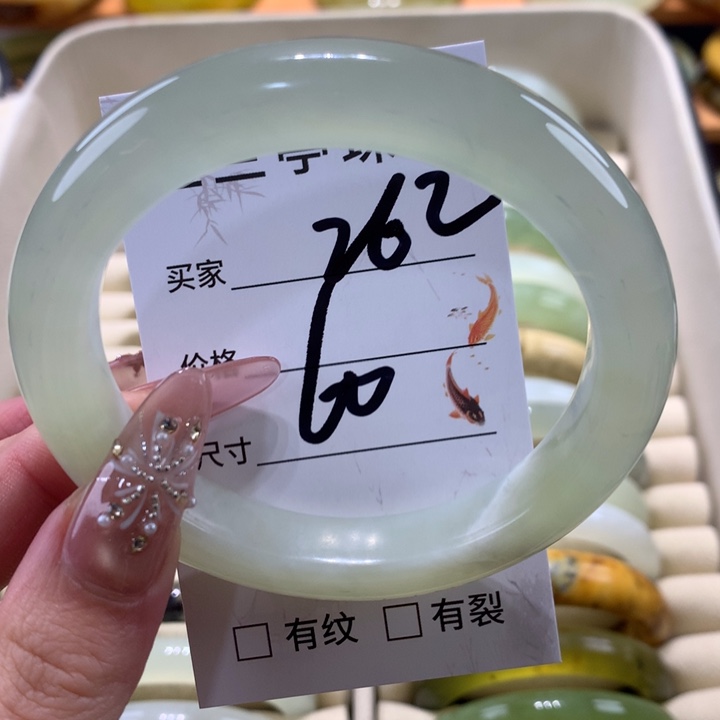 买家 262
价格
尺寸 60
□ 有纹 □ 有裂